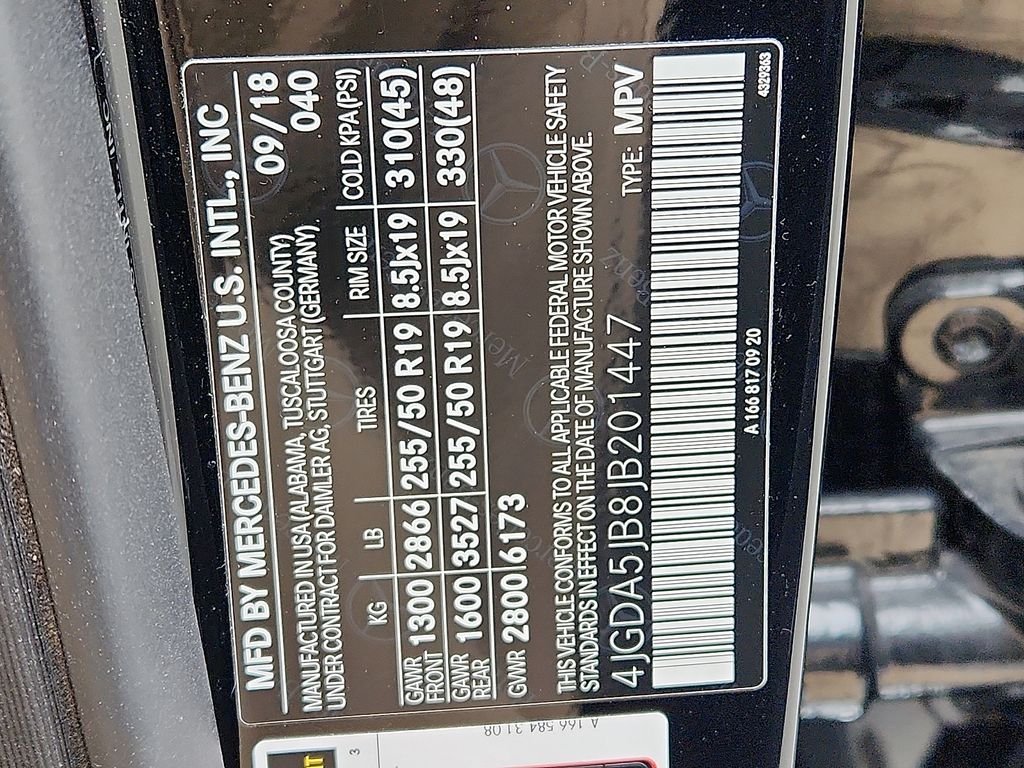 MFD BY MERCEDES-BENZ U.S. INTL., INC
09/18
MANUFACTURED IN USA (ALABAMA, TUSCALOOSA COUNTY)
UNDER CONTRACT FOR DAIMLER AG, STUTTGART (GERMANY).
040
KG LB TIRES RIM SIZE COLD KPA(PSI)
GAWR FRONT 1300 2866 255/50 R19 8.5Jx19 310(45)
GAWR REAR 1600 3527 255/50 R19 8.5Jx19 330(48)
GWR 2800 6173
THIS VEHICLE CONFORMS TO ALL APPLICABLE FEDERAL MOTOR VEHICLE SAFETY
STANDARDS IN EFFECT ON THE DATE OF MANUFACTURE SHOWN ABOVE.
4JGDA5JB8JB201447 TYPE: MPV
A 166 817 09 20
4329363
A 166 584 31 08
3